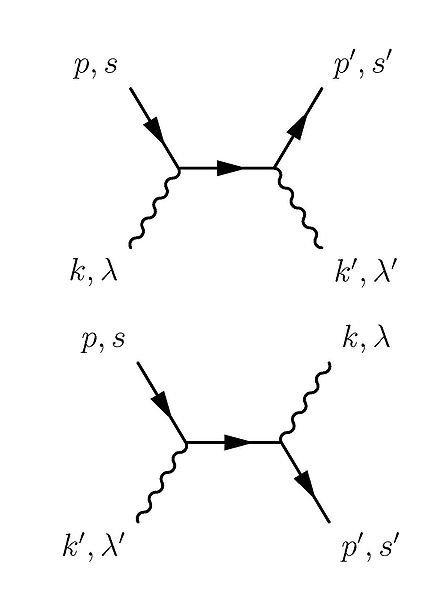 p, s p′, s′
k, λ k′, λ′
p, s k, λ
k′, λ′ p′, s′